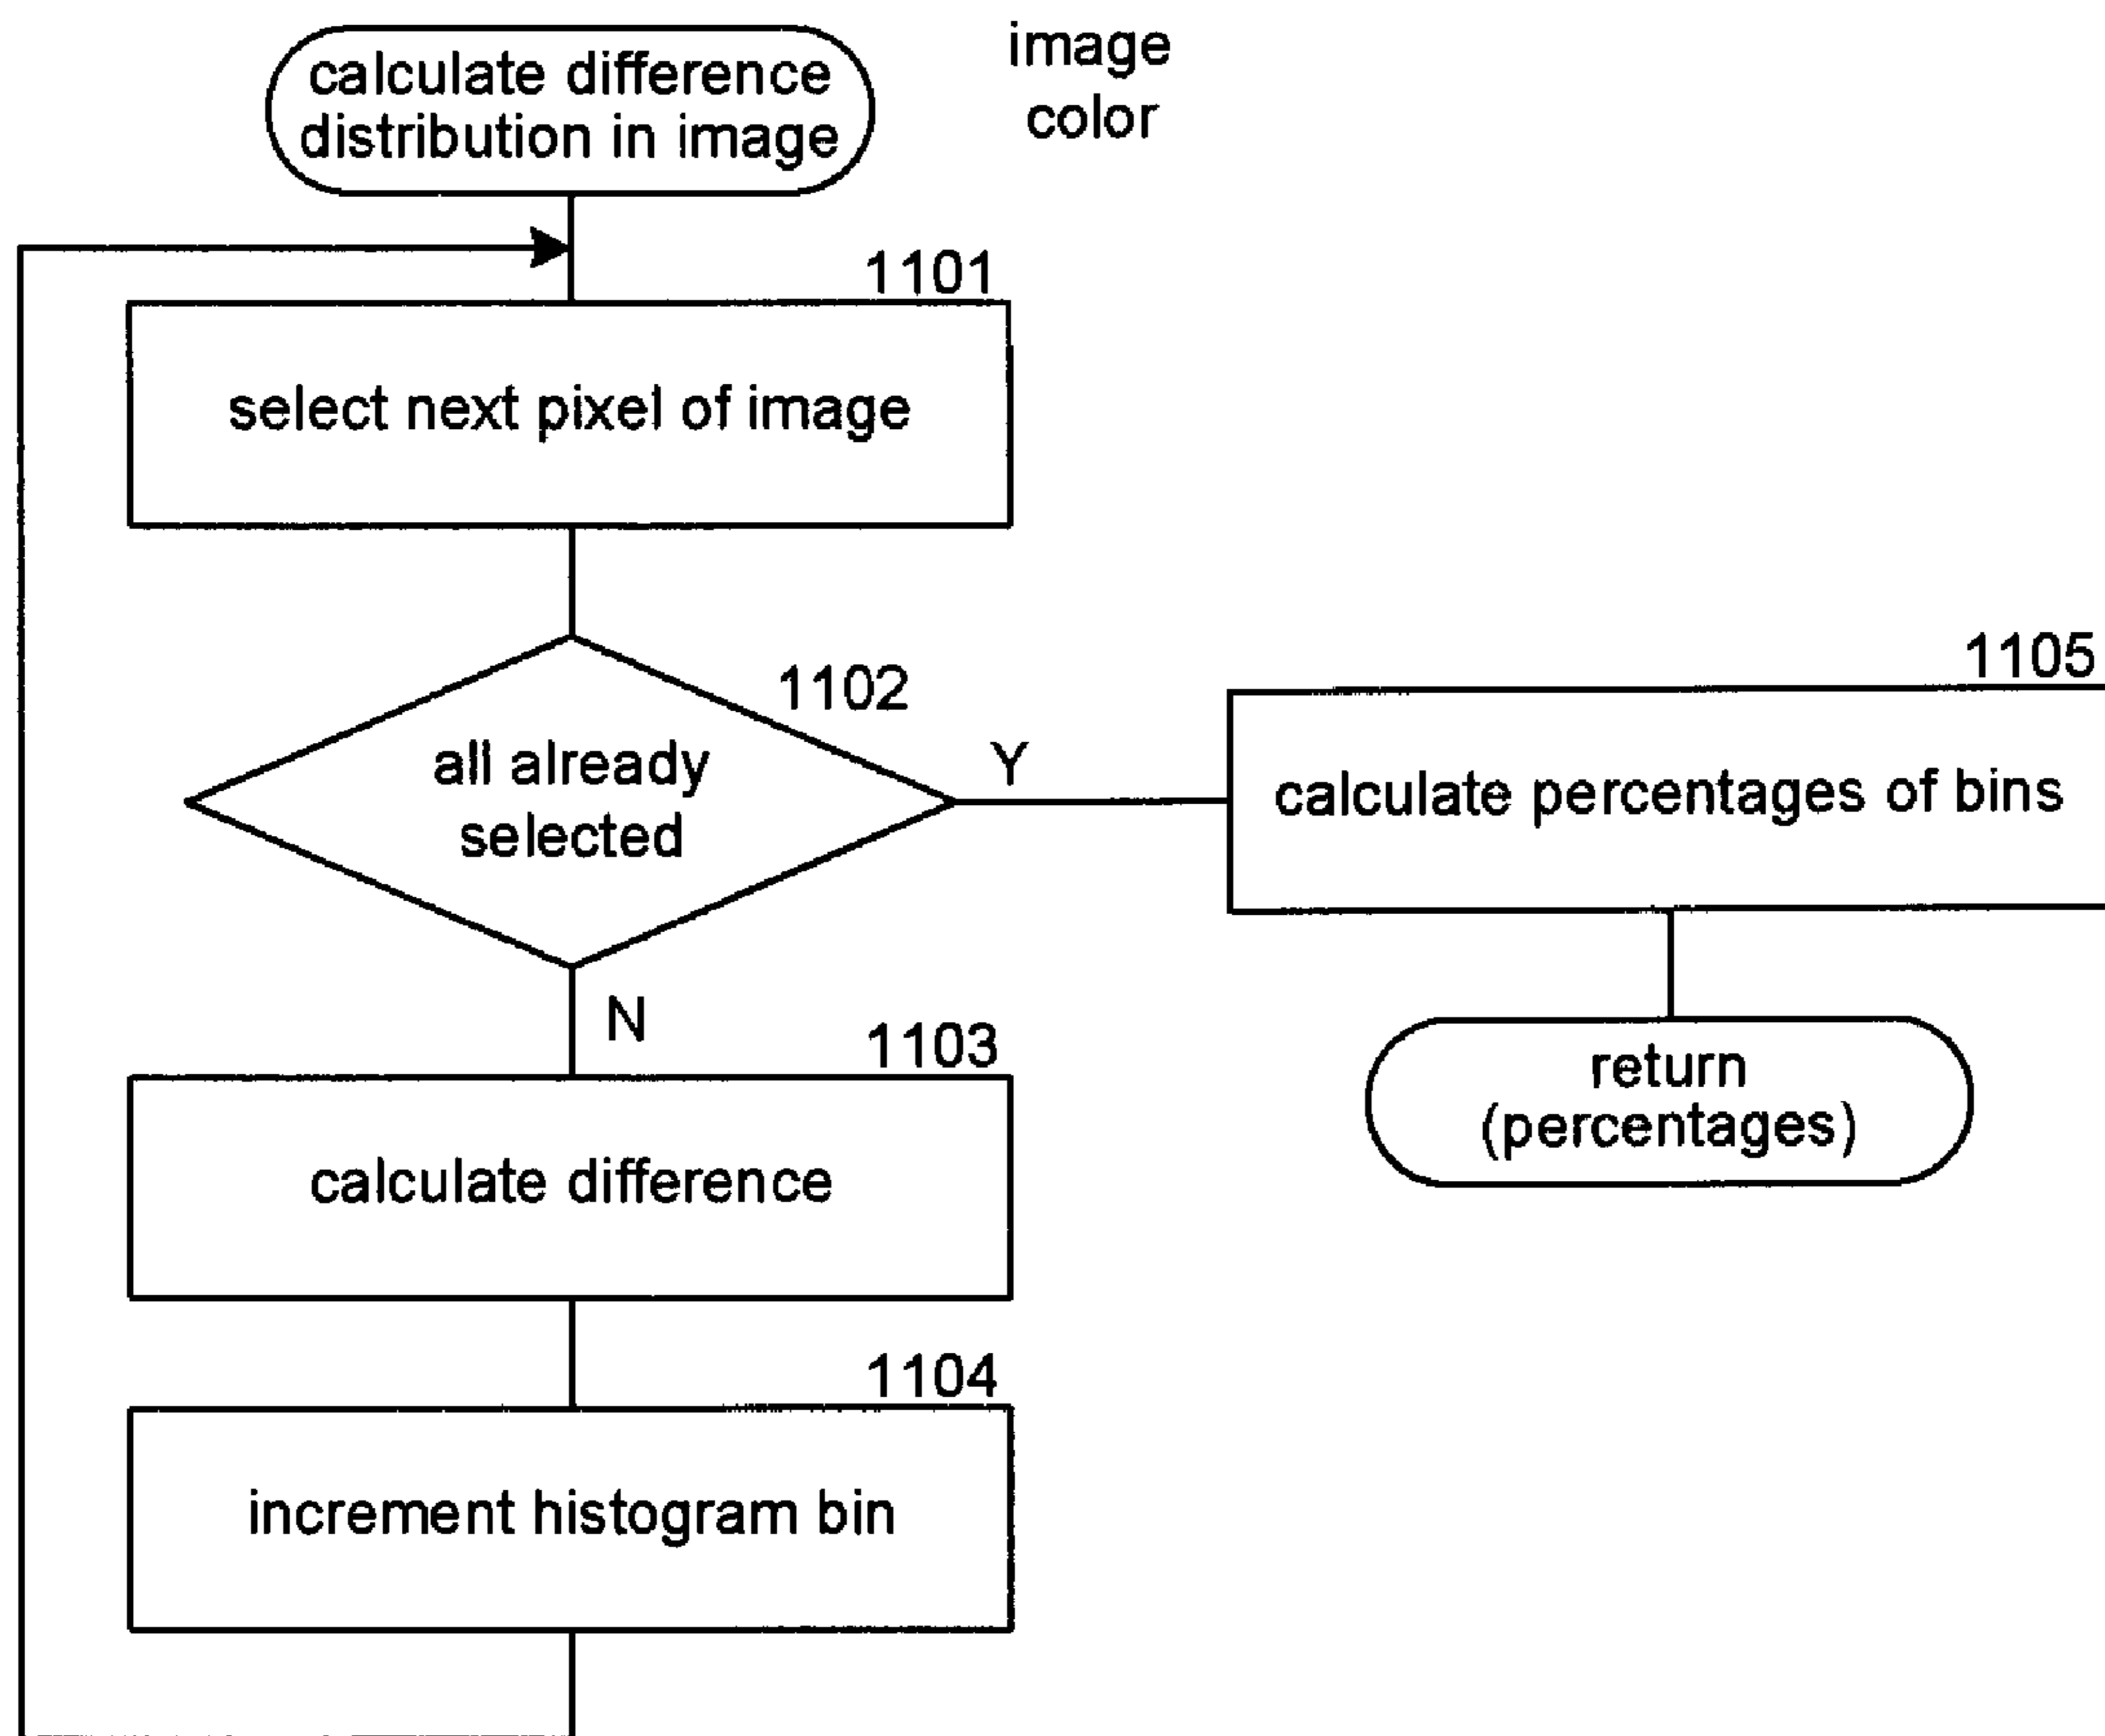 calculate difference
distribution in image
image
color
1101
select next pixel of image
1102
all already
selected
Y
N
1105
calculate percentages of bins
return
(percentages)
1103
calculate difference
1104
increment histogram bin